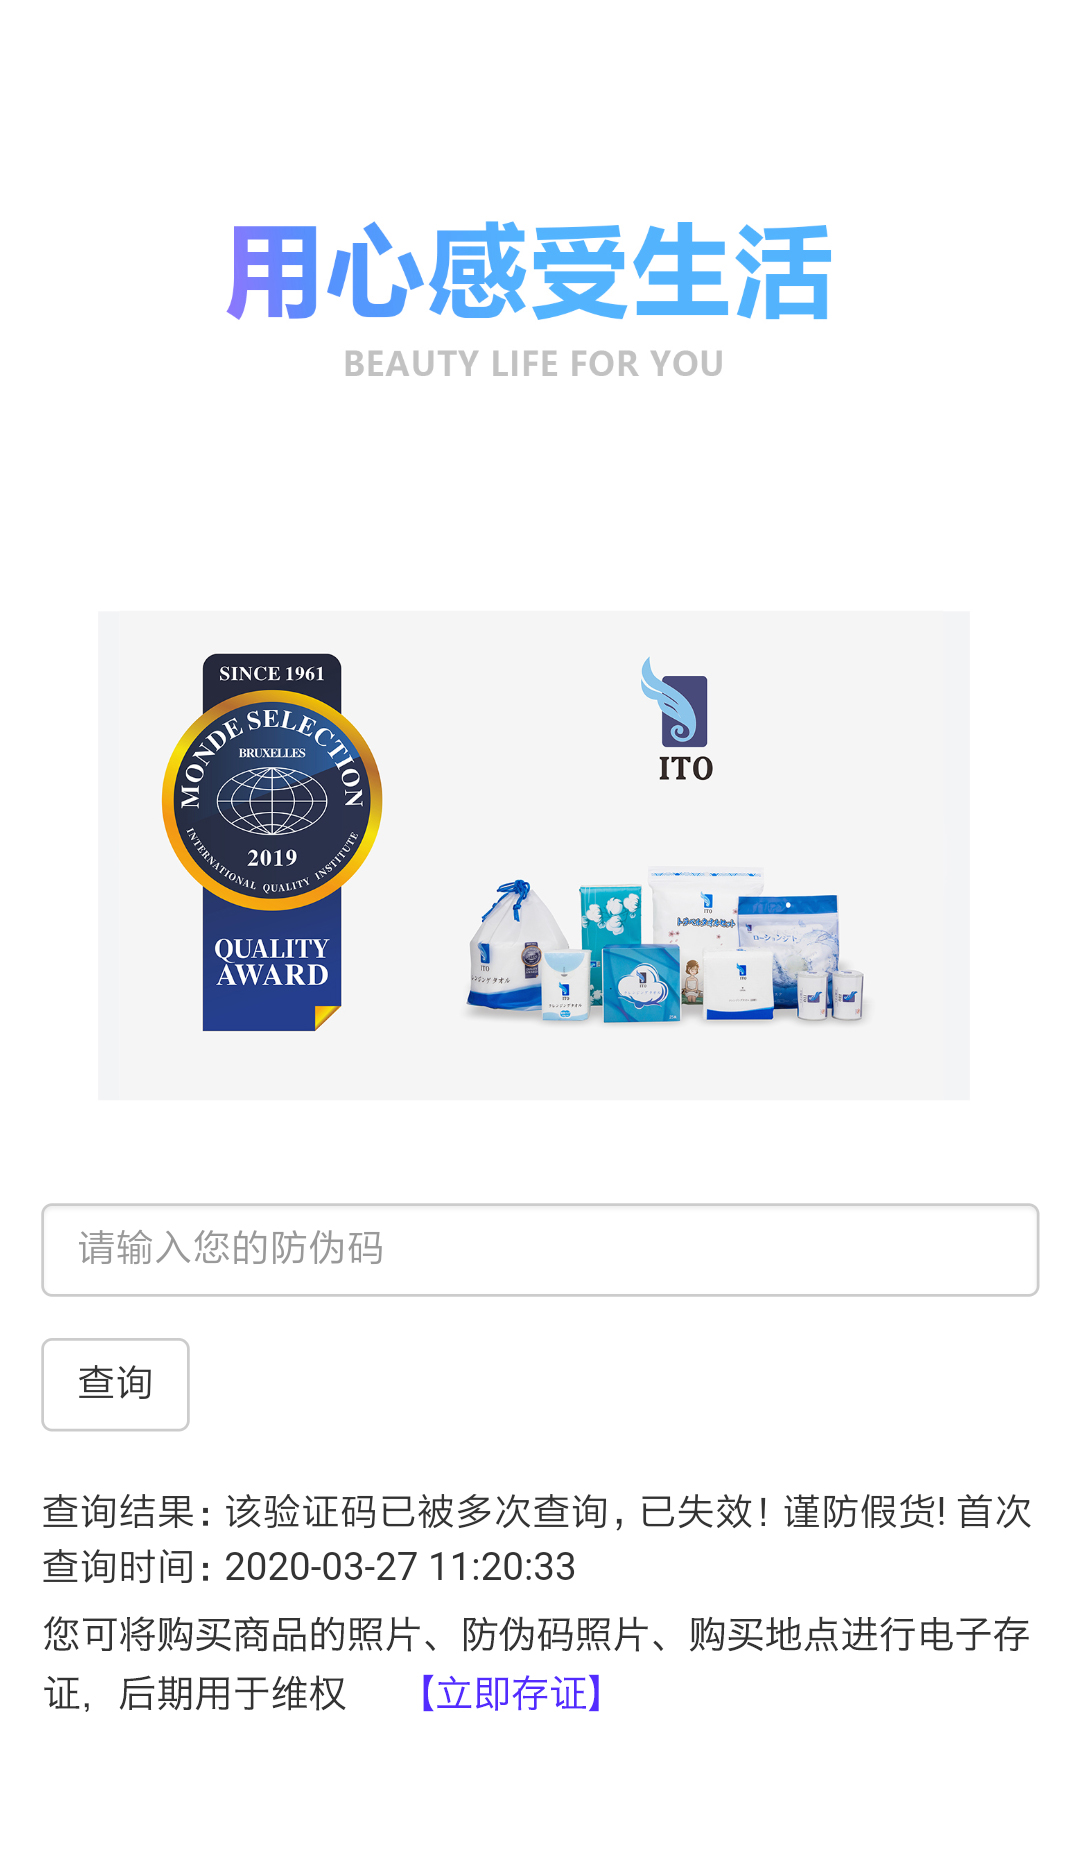 用心感受生活
BEAUTY LIFE FOR YOU
SINCE 1961
MONDE SELECTION
BRUXELLES
2019
INTERNATIONAL QUALITY INSTITUTE
QUALITY
AWARD
ITO
ITO
ITO
ITO
ITO
ITO
请输入您的防伪码
查询
查询结果：该验证码已被多次查询，已失效！谨防假货! 首次
查询时间：2020-03-27 11:20:33
您可将购买商品的照片、防伪码照片、购买地点进行电子存
证，后期用于维权 【立即存证】